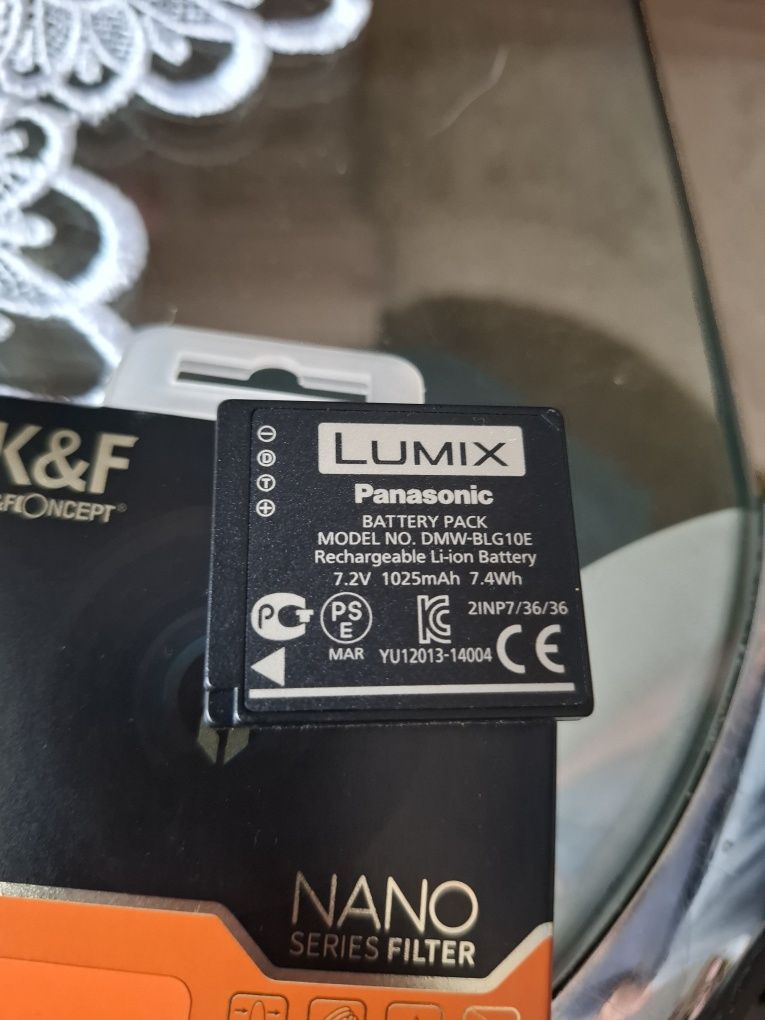 K&F
K&F CONCEPT®
LUMIX
Panasonic
BATTERY PACK
MODEL NO. DMW-BLG10E
Rechargeable Li-ion Battery
7.2V 1025mAh 7.4Wh
D
T
PS
E
MAR
2INP7/36/36
YU12013-14004
CE
NANO
SERIES FILTER